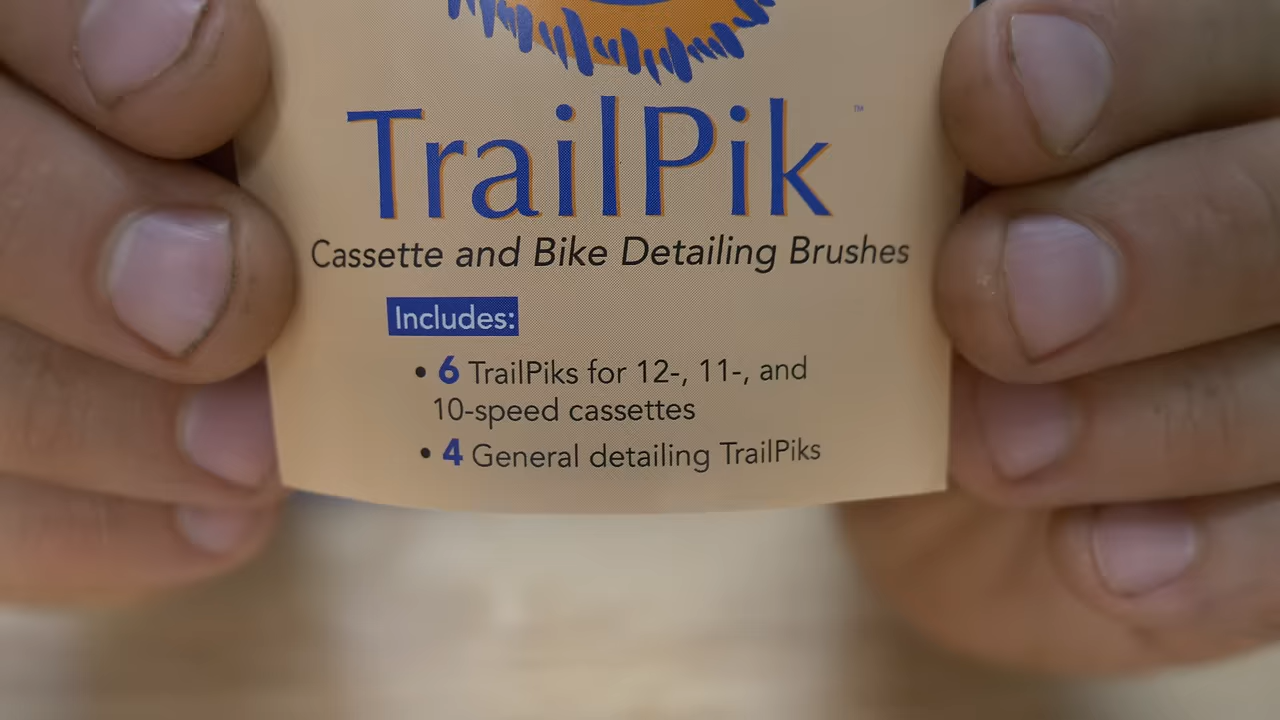 TrailPik™
Cassette and Bike Detailing Brushes
Includes:
• 6 TrailPiks for 12-, 11-, and
10-speed cassettes
• 4 General detailing TrailPiks